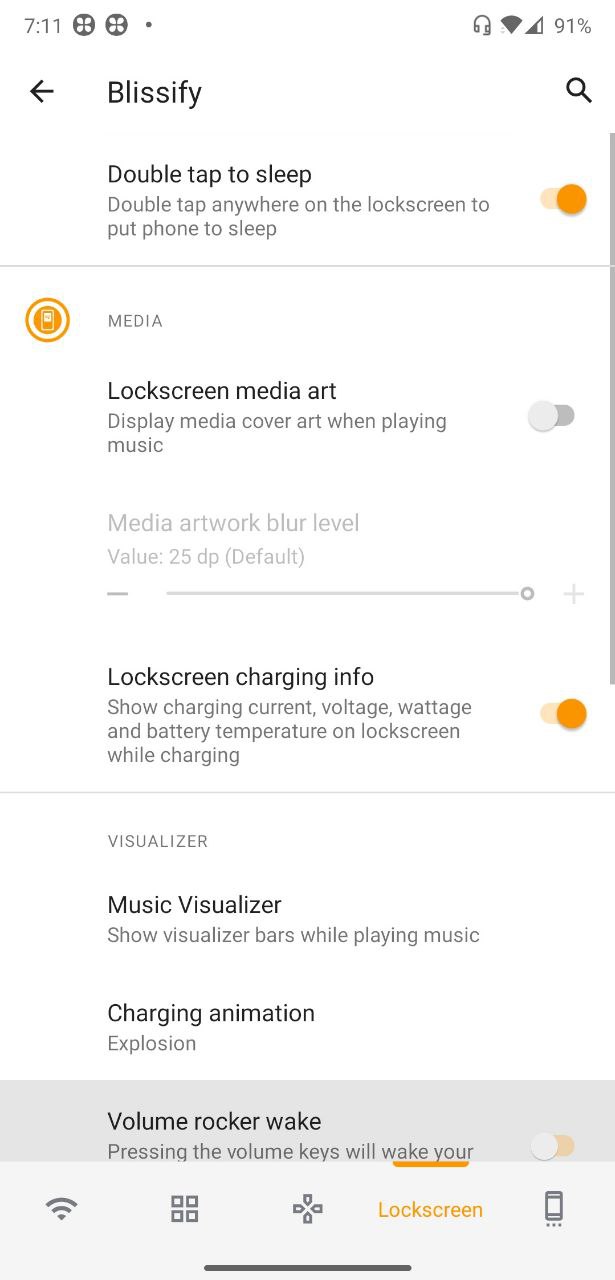 7:11
91%
Blissify
Double tap to sleep
Double tap anywhere on the lockscreen to
put phone to sleep
MEDIA
Lockscreen media art
Display media cover art when playing
music
Media artwork blur level
Value: 25 dp (Default)
Lockscreen charging info
Show charging current, voltage, wattage
and battery temperature on lockscreen
while charging
VISUALIZER
Music Visualizer
Show visualizer bars while playing music
Charging animation
Explosion
Volume rocker wake
Pressing the volume keys will wake your
Lockscreen